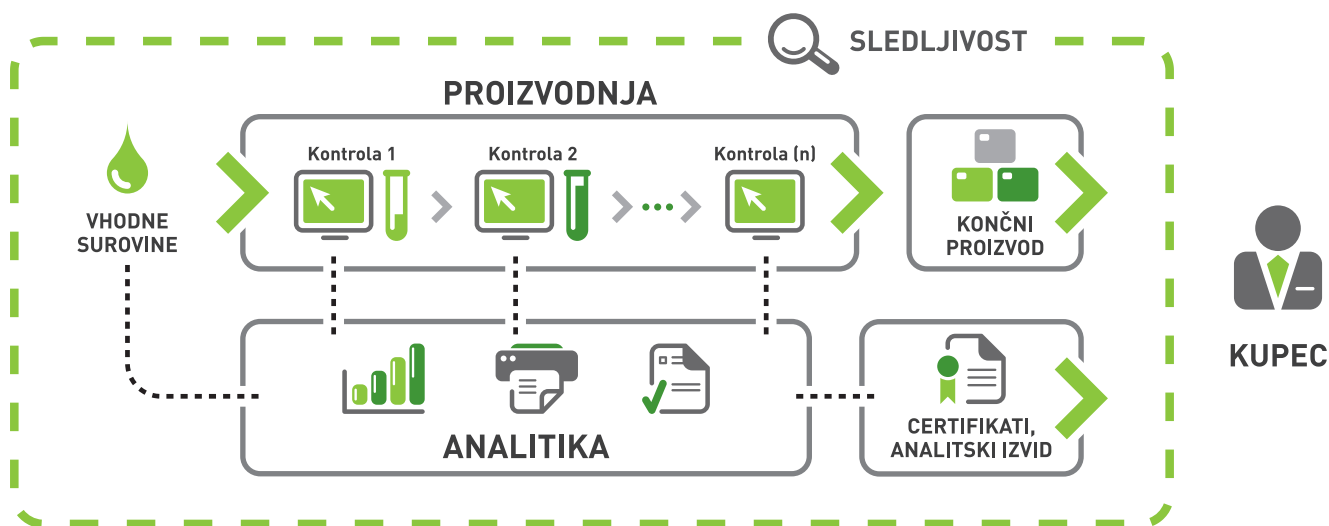 SLEDLJIVOST
PROIZVODNJA
Kontrola 1
Kontrola 2
Kontrola (n)
VHODNE
SUROVINE
KONČNI
PROIZVOD
KUPEC
ANALITIKA
CERTIFIKATI,
ANALITSKI IZVID